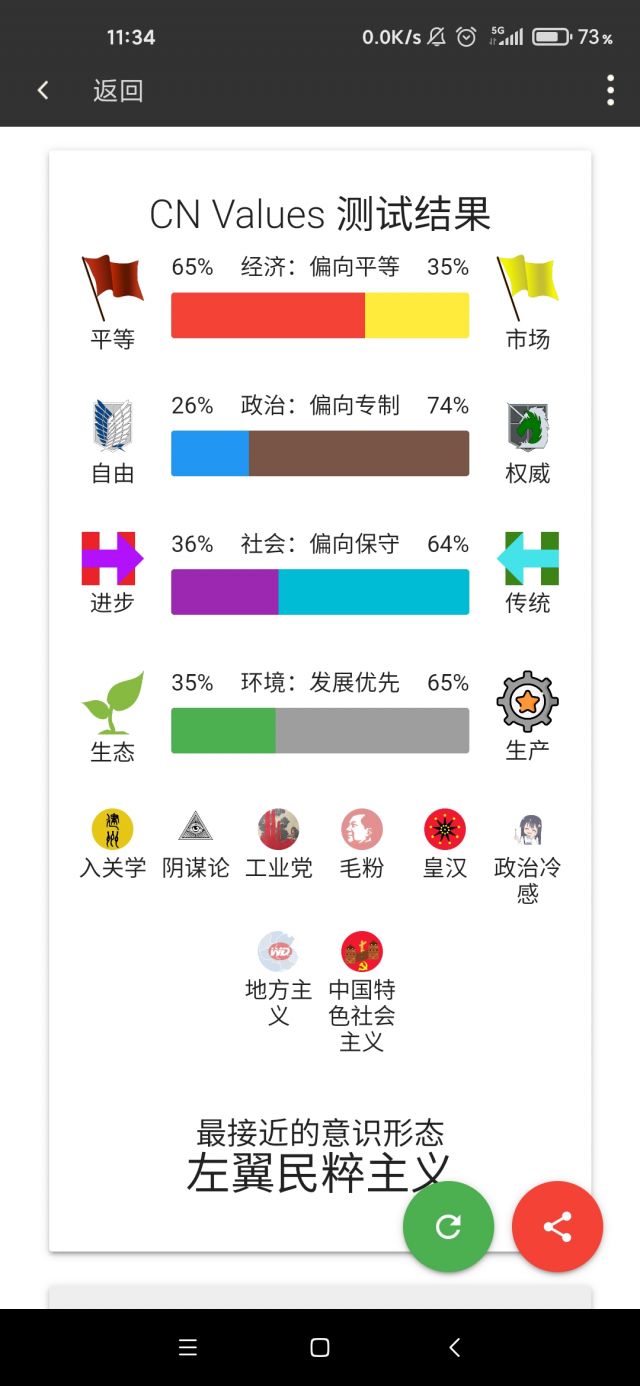 11:34
0.0K/s 5G 73%
返回
CN Values 测试结果
65% 经济：偏向平等 35%
平等 市场
26% 政治：偏向专制 74%
自由 权威
36% 社会：偏向保守 64%
进步 传统
35% 环境：发展优先 65%
生态 生产
入关学 阴谋论 工业党 毛粉 皇汉 政治冷
感
地方主 中国特
义 色社会
主义
最接近的意识形态
左翼民粹主义